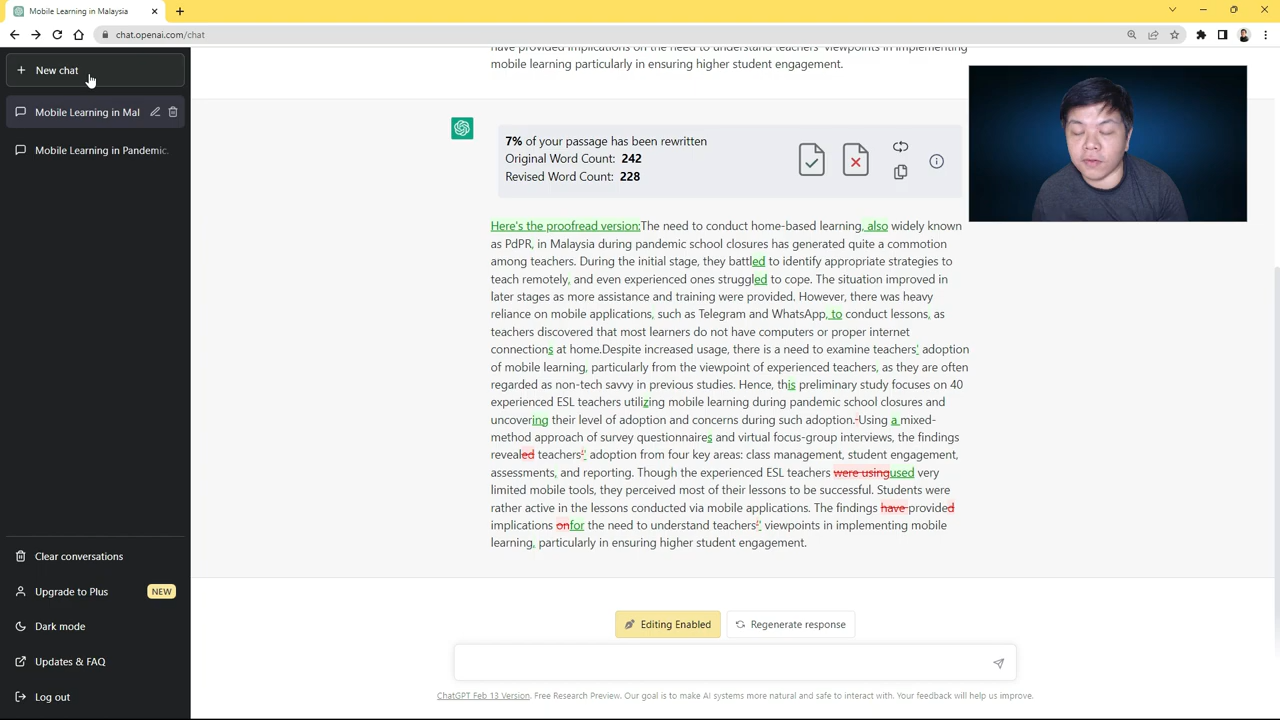 Mobile Learning in Malaysia
chat.openai.com/chat
New chat
Mobile Learning in Mal
Mobile Learning in Pandemic.
Clear conversations
Upgrade to Plus NEW
Dark mode
Updates & FAQ
Log out
have provided implications on the need to understand teachers' viewpoints in implementing
mobile learning particularly in ensuring higher student engagement.
7% of your passage has been rewritten
Original Word Count: 242
Revised Word Count: 228
Here's the proofread version:The need to conduct home-based learning, also widely known
as PdPR, in Malaysia during pandemic school closures has generated quite a commotion
among teachers. During the initial stage, they battled to identify appropriate strategies to
teach remotely, and even experienced ones struggled to cope. The situation improved in
later stages as more assistance and training were provided. However, there was heavy
reliance on mobile applications, such as Telegram and WhatsApp, to conduct lessons, as
teachers discovered that most learners do not have computers or proper internet
connections at home.Despite increased usage, there is a need to examine teachers' adoption
of mobile learning, particularly from the viewpoint of experienced teachers, as they are often
regarded as non-tech savvy in previous studies. Hence, this preliminary study focuses on 40
experienced ESL teachers utilizing mobile learning during pandemic school closures and
uncovering their level of adoption and concerns during such adoption. Using a mixed-
method approach of survey questionnaires and virtual focus-group interviews, the findings
revealed teachers'' adoption from four key areas: class management, student engagement,
assessments, and reporting. Though the experienced ESL teachers were usingused very
limited mobile tools, they perceived most of their lessons to be successful. Students were
rather active in the lessons conducted via mobile applications. The findings have provided
implications onfor the need to understand teachers'' viewpoints in implementing mobile
learning, particularly in ensuring higher student engagement.
Editing Enabled
Regenerate response
ChatGPT Feb 13 Version. Free Research Preview. Our goal is to make AI systems more natural and safe to interact with. Your feedback will help us improve.